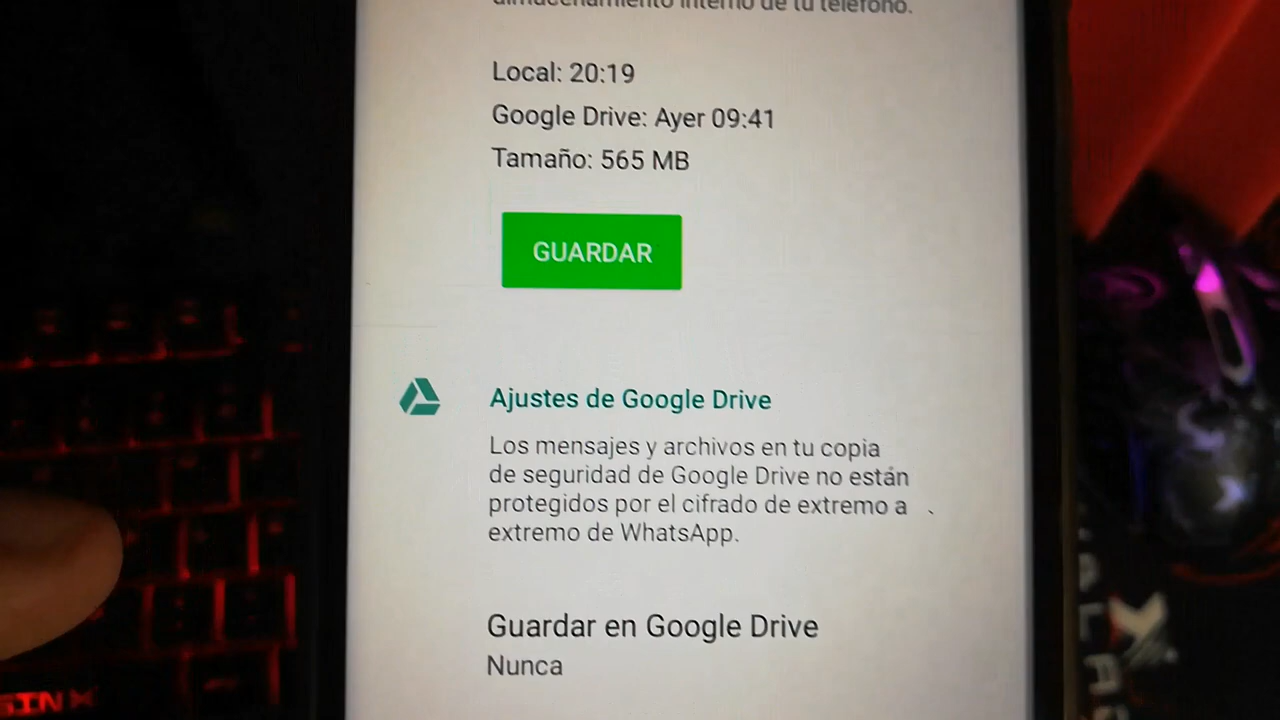 almacenamiento interno de tu teléfono.
Local: 20:19
Google Drive: Ayer 09:41
Tamaño: 565 MB
GUARDAR
Ajustes de Google Drive
Los mensajes y archivos en tu copia
de seguridad de Google Drive no están
protegidos por el cifrado de extremo a
extremo de WhatsApp.
Guardar en Google Drive
Nunca